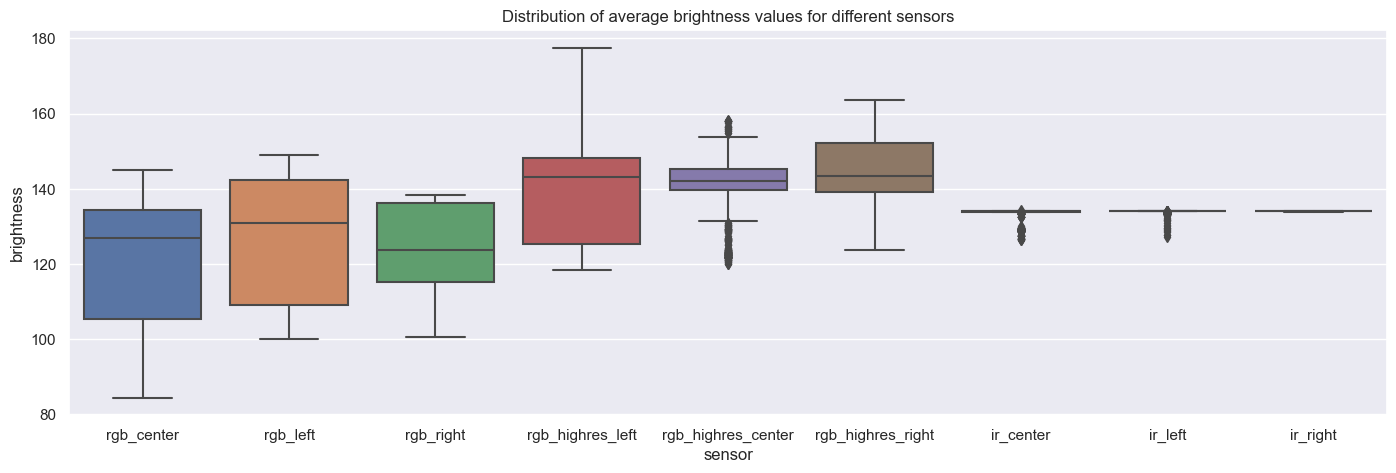 Distribution of average brightness values for different sensors
180
160
140
120
100
80
brightness
rgb_center rgb_left rgb_right rgb_highres_left rgb_highres_center rgb_highres_right ir_center ir_left ir_right
sensor